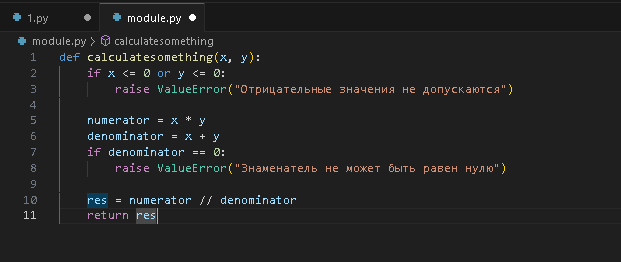 1.py
module.py
module.py > calculatesomething
1 def calculatesomething(x, y):
2     if x <= 0 or y <= 0:
3         raise ValueError("Отрицательные значения не допускаются")
4
5     numerator = x * y
6     denominator = x + y
7     if denominator == 0:
8         raise ValueError("Знаменатель не может быть равен нулю")
9
10     res = numerator // denominator
11     return res